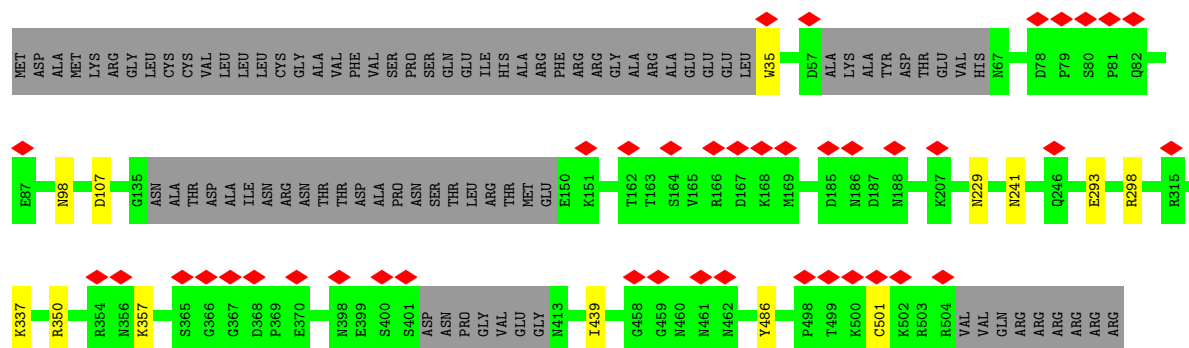 MET ASP ALA MET LYS ARG GLY LEU CYS CYS VAL LEU LEU LEU CYS GLY ALA VAL PHE VAL SER PRO SER GLN GLU ILE HIS ALA ARG PHE ARG ARG GLY ALA ARG ALA GLU GLU GLU LEU W35 D57 ALA LYS ALA TYR ASP THR GLU VAL HIS N67 D78 P79 S80 P81 Q82
E87 N98 D107 G135 ASN ALA THR ASP ALA ILE ASN ARG ASN THR THR ASP ALA PRO ASN SER THR LEU ARG THR MET GLU E150 K151 T162 T163 S164 V165 R166 D167 K168 M169 D185 N186 D187 N188 K207 N229 N241 Q246 E293 R298 R315
K337 R350 R354 N356 K357 S365 G366 G367 D368 P369 E370 N398 E399 S400 S401 ASP ASN PRO GLY VAL GLU GLY N413 I439 G458 G459 N460 N461 N462 Y486 P498 T499 K500 C501 K502 R503 R504 VAL VAL GLN ARG ARG ARG ARG ARG ARG